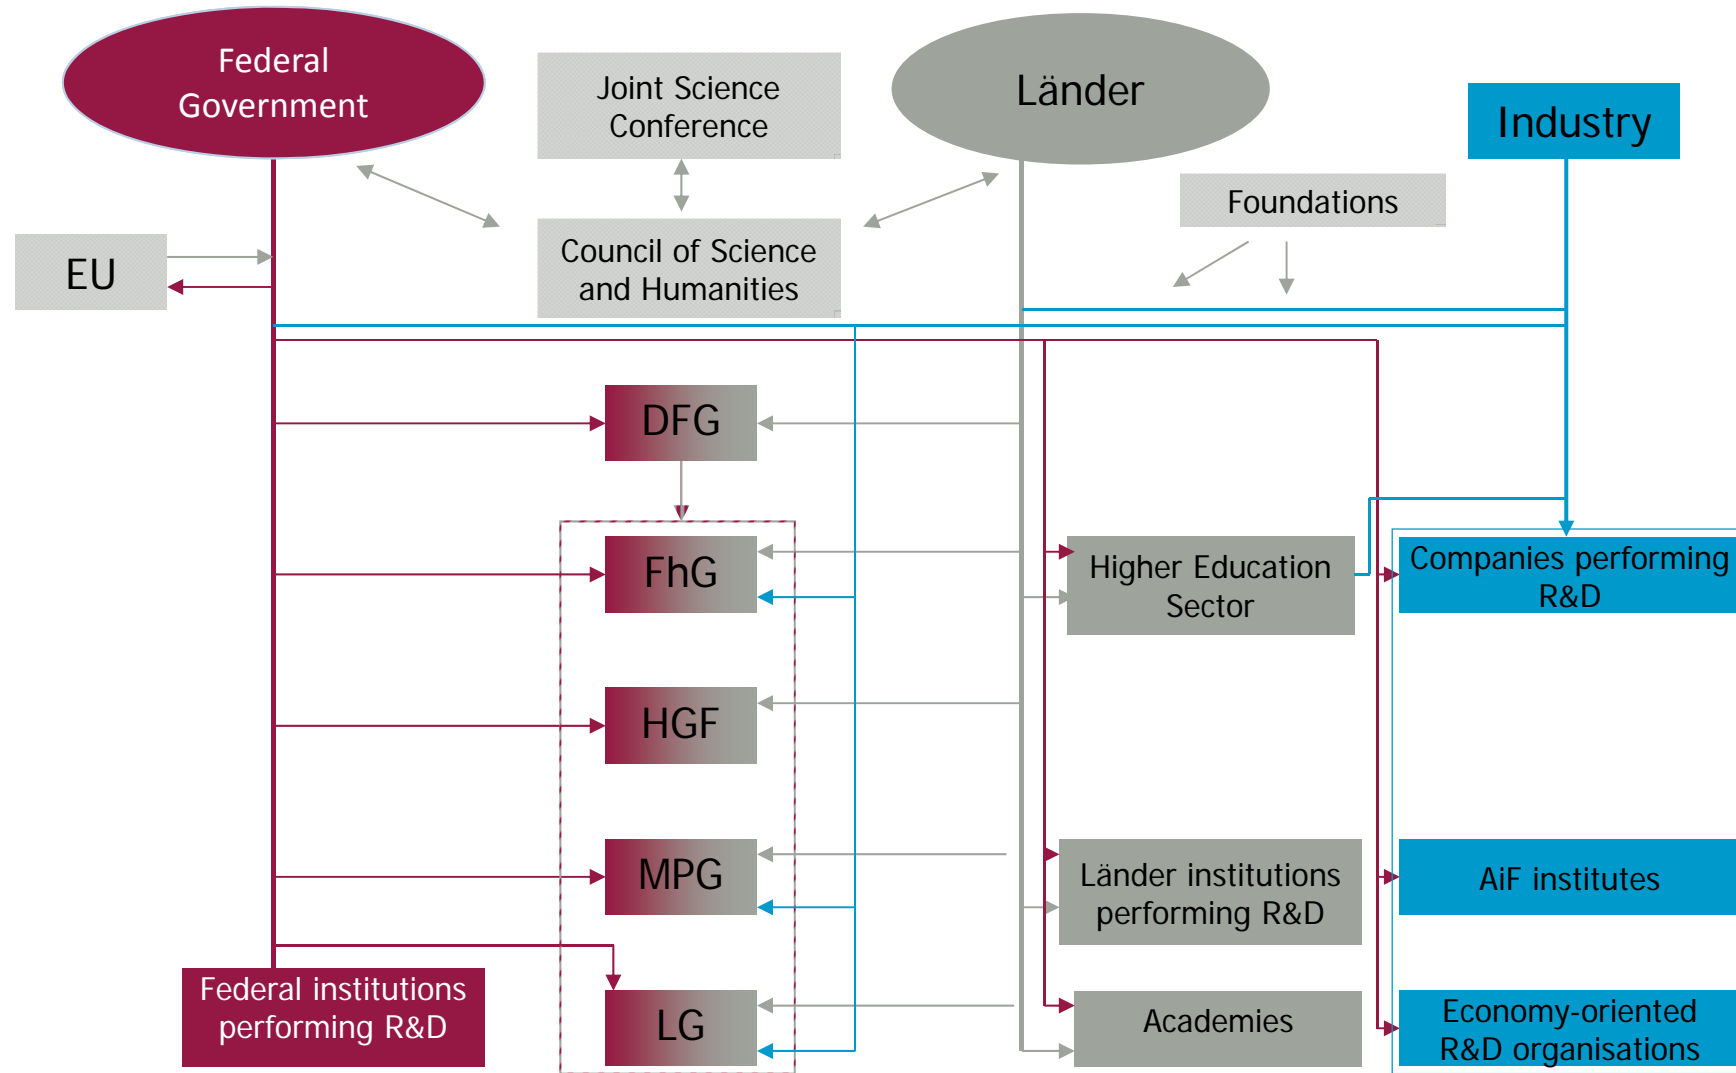 Federal
Government
Joint Science
Conference
Länder
Industry
Foundations
EU
Council of Science
and Humanities
DFG
FhG
Higher Education
Sector
Companies performing
R&D
HGF
MPG
Länder institutions
performing R&D
AiF institutes
Federal institutions
performing R&D
LG
Academies
Economy-oriented
R&D organisations